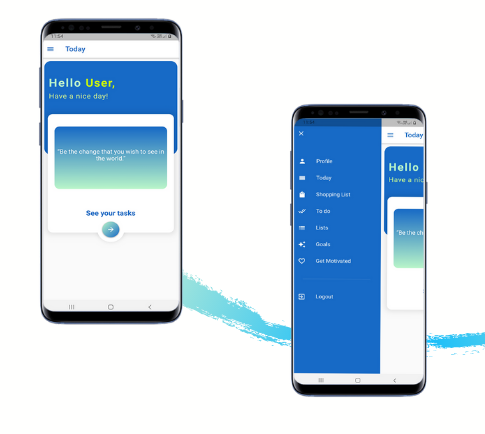 11:54
Today
Hello User,
Have a nice day!
"Be the change that you wish to see in
the world."
See your tasks
Today
Profile
Today
Shopping List
To do
Lists
Goals
Get Motivated
Logout
Hello
Have a nic
"Be the ch